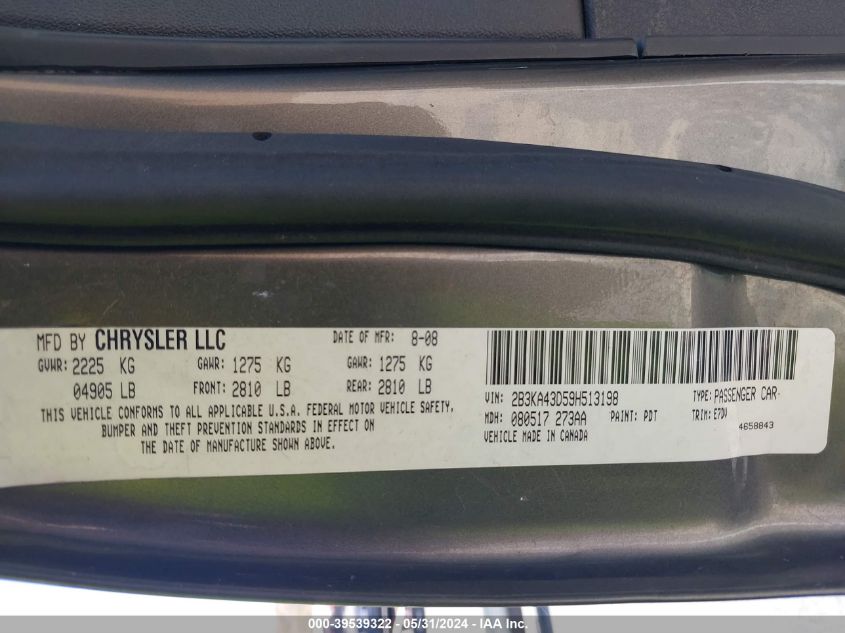 MFD BY CHRYSLER LLC DATE OF MFR: 8-08
GVWR: 2225 KG GAWR: 1275 KG GAWR: 1275 KG
04905 LB FRONT: 2810 LB REAR: 2810 LB
THIS VEHICLE CONFORMS TO ALL APPLICABLE U.S.A. FEDERAL MOTOR VEHICLE SAFETY,
BUMPER AND THEFT PREVENTION STANDARDS IN EFFECT ON
THE DATE OF MANUFACTURE SHOWN ABOVE.
VIN: 2B3KA43D59H513198 TYPE: PASSENGER CAR
MDH: 080517 273AA PAINT: PDT TRIM: E7DV
VEHICLE MADE IN CANADA 4658843
000-39539322 - 05/31/2024 - IAA Inc.